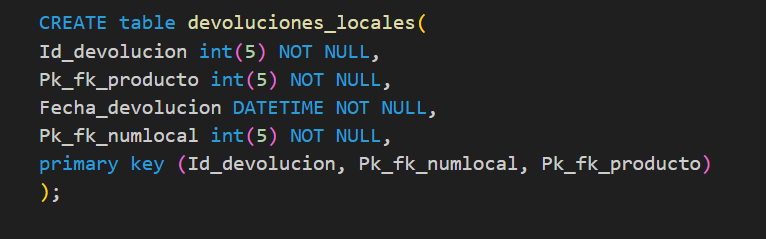 CREATE table devoluciones_locales(
Id_devolucion int(5) NOT NULL,
Pk_fk_producto int(5) NOT NULL,
Fecha_devolucion DATETIME NOT NULL,
Pk_fk_numlocal int(5) NOT NULL,
primary key (Id_devolucion, Pk_fk_numlocal, Pk_fk_producto)
);